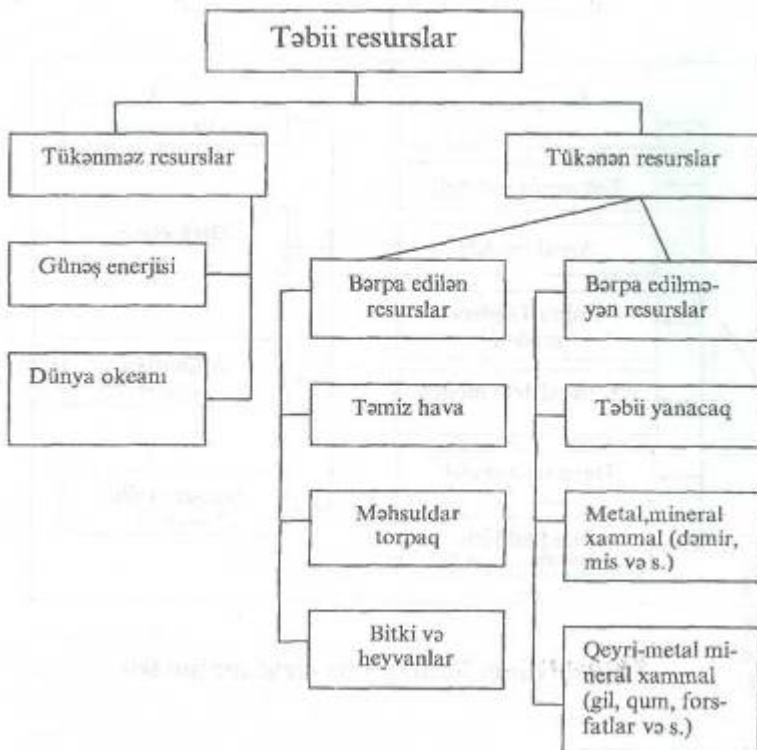 Təbii resurslar
Tükənməz resurslar
Günəş enerjisi
Dünya okeanı
Tükənən resurslar
Bərpa edilən
resurslar
Təmiz hava
Məhsuldar
torpaq
Bitki və
heyvanlar
Bərpa edilmə-
yən resurslar
Təbii yanacaq
Metal,mineral
xammal (dəmir,
mis və s.)
Qeyri-metal mi-
neral xammal
(gil, qum, fors-
fatlar və s.)